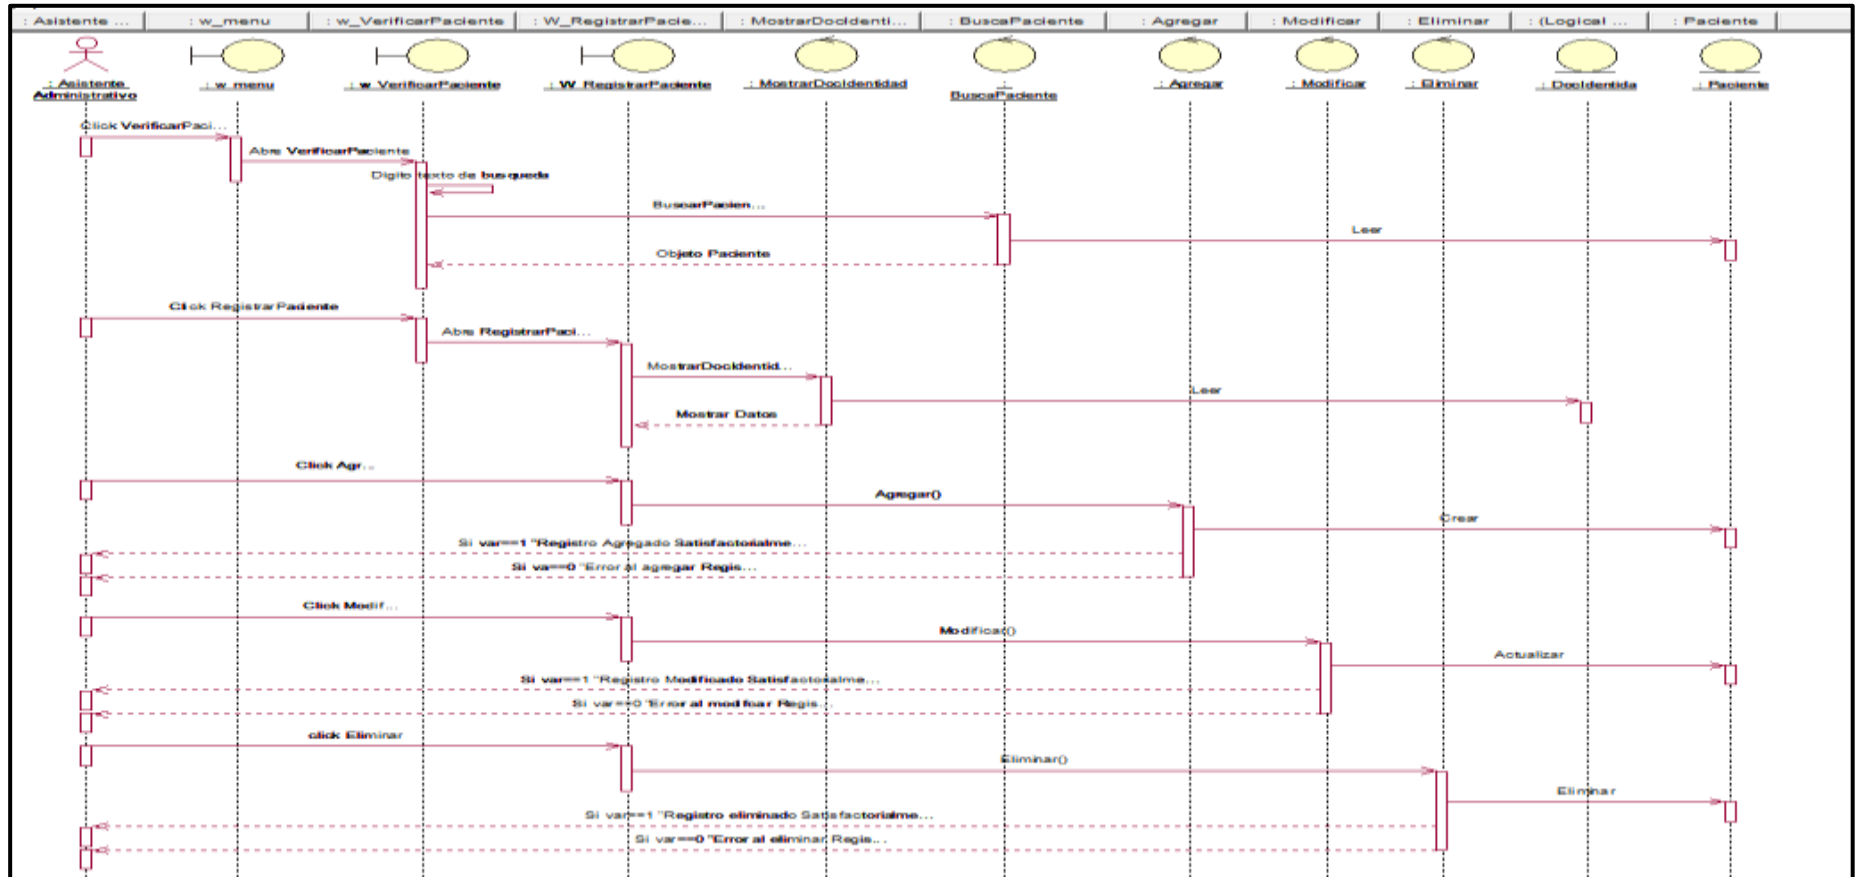 : Asistente ...
: w_menu
: w_VerificarPaciente
: W_RegistrarPacie...
: MostrarDocIdenti...
: BuscaPaciente
: Agregar
: Modificar
: Eliminar
: (Logical ...
: Paciente
: Asistente
Administrativo
: w_menu
: w_VerificarPaciente
: W_RegistrarPaciente
: MostrarDocIdentidad
:
BuscaPaciente
: Agregar
: Modificar
: Eliminar
: DocIdentida
: Paciente
Click VerificarPaci...
Abre VerificarPaciente
Digito texto de busqueda
BuscarPacien...
Leer
Objeto Paciente
Click RegistrarPaciente
Abre RegistrarPaci...
MostrarDocIdentid...
Leer
Mostrar Datos
Click Agr...
Agregar()
Crear
Si var==1 "Registro Agregado Satisfactorialme...
Si va==0 "Error al agregar Regis...
Click Modif...
Modificar()
Actualizar
Si var==1 "Registro Modificado Satisfactorialme...
Si var==0 "Error al modificar Regis...
click Eliminar
Eliminar()
Eliminar
Si var==1 "Registro eliminado Satisfactorialme...
Si var==0 "Error al eliminar Regis...